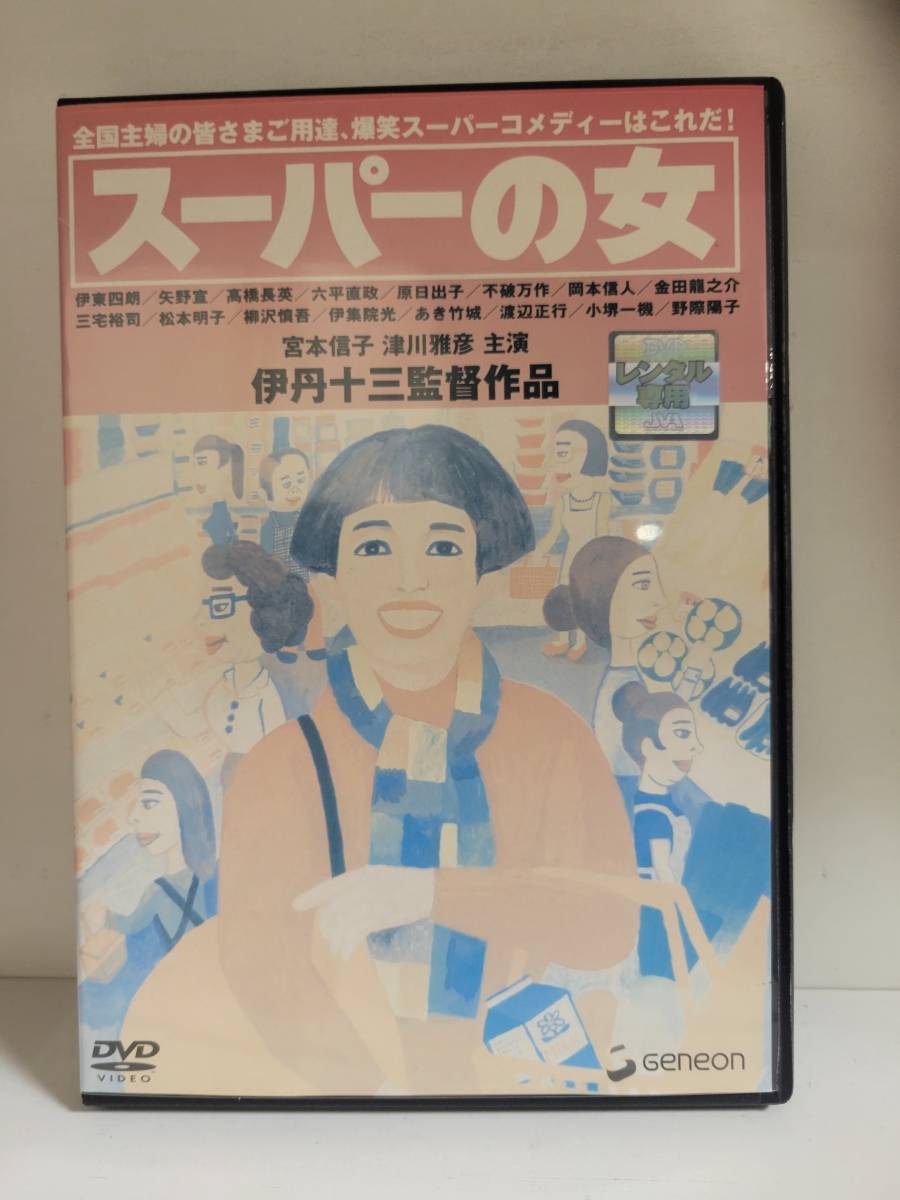 全国主婦の皆さまご用達、爆笑スーパーコメディーはこれだ！
スーパーの女
伊東四朗／矢野宣／高橋長英／六平直政／原日出子／不破万作／岡本信人／金田龍之介
三宅裕司／松本明子／柳沢慎吾／伊集院光／あき竹城／渡辺正行／小堺一機／野際陽子
宮本信子 津川雅彦 主演
伊丹十三監督作品
DVD
レンタル
専用
JVA
DVD
VIDEO
GENEON